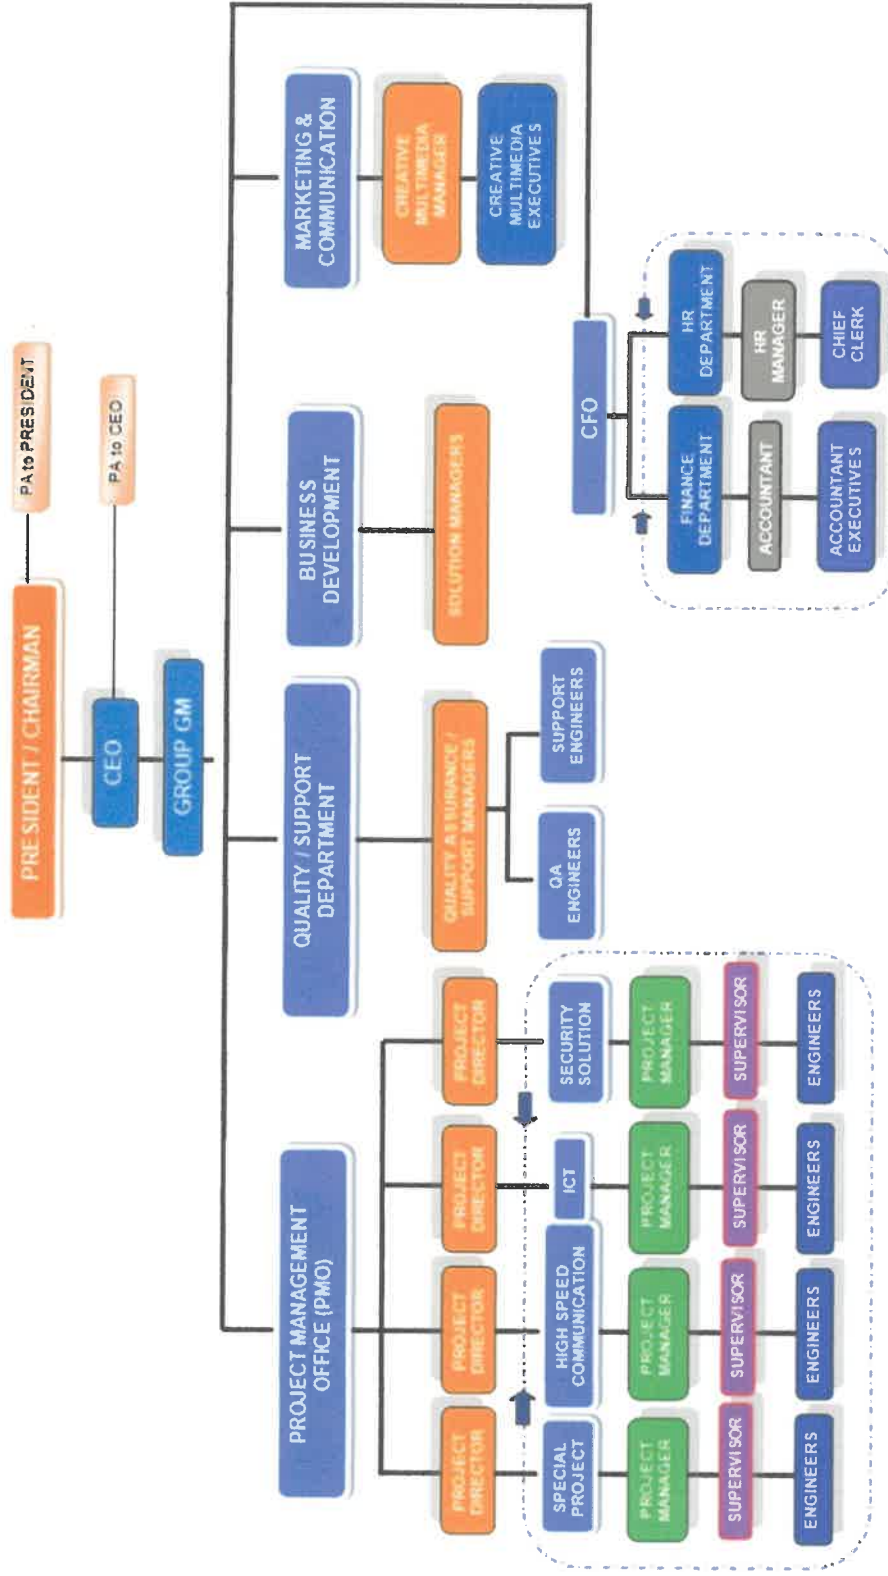 PRESIDENT / CHAIRMAN
PA to PRESIDENT
CEO
PA to CEO
GROUP GM
PROJECT MANAGEMENT
OFFICE (PMO)
QUALITY / SUPPORT
DEPARTMENT
BUSINESS
DEVELOPMENT
MARKETING &
COMMUNICATION
PROJECT
DIRECTOR
PROJECT
DIRECTOR
PROJECT
DIRECTOR
PROJECT
DIRECTOR
QUALITY ASSURANCE /
SUPPORT MANAGERS
SOLUTION MANAGERS
CREATIVE
MULTIMEDIA
MANAGER
CREATIVE
MULTIMEDIA
EXECUTIVES
SPECIAL
PROJECT
HIGH SPEED
COMMUNICATION
ICT
SECURITY
SOLUTION
QA
ENGINEERS
SUPPORT
ENGINEERS
CFO
PROJECT
MANAGER
PROJECT
MANAGER
PROJECT
MANAGER
PROJECT
MANAGER
FINANCE
DEPARTMENT
HR
DEPARTMENT
SUPERVISOR
SUPERVISOR
SUPERVISOR
SUPERVISOR
ACCOUNTANT
HR
MANAGER
ENGINEERS
ENGINEERS
ENGINEERS
ENGINEERS
ACCOUNTANT
EXECUTIVES
CHIEF
CLERK